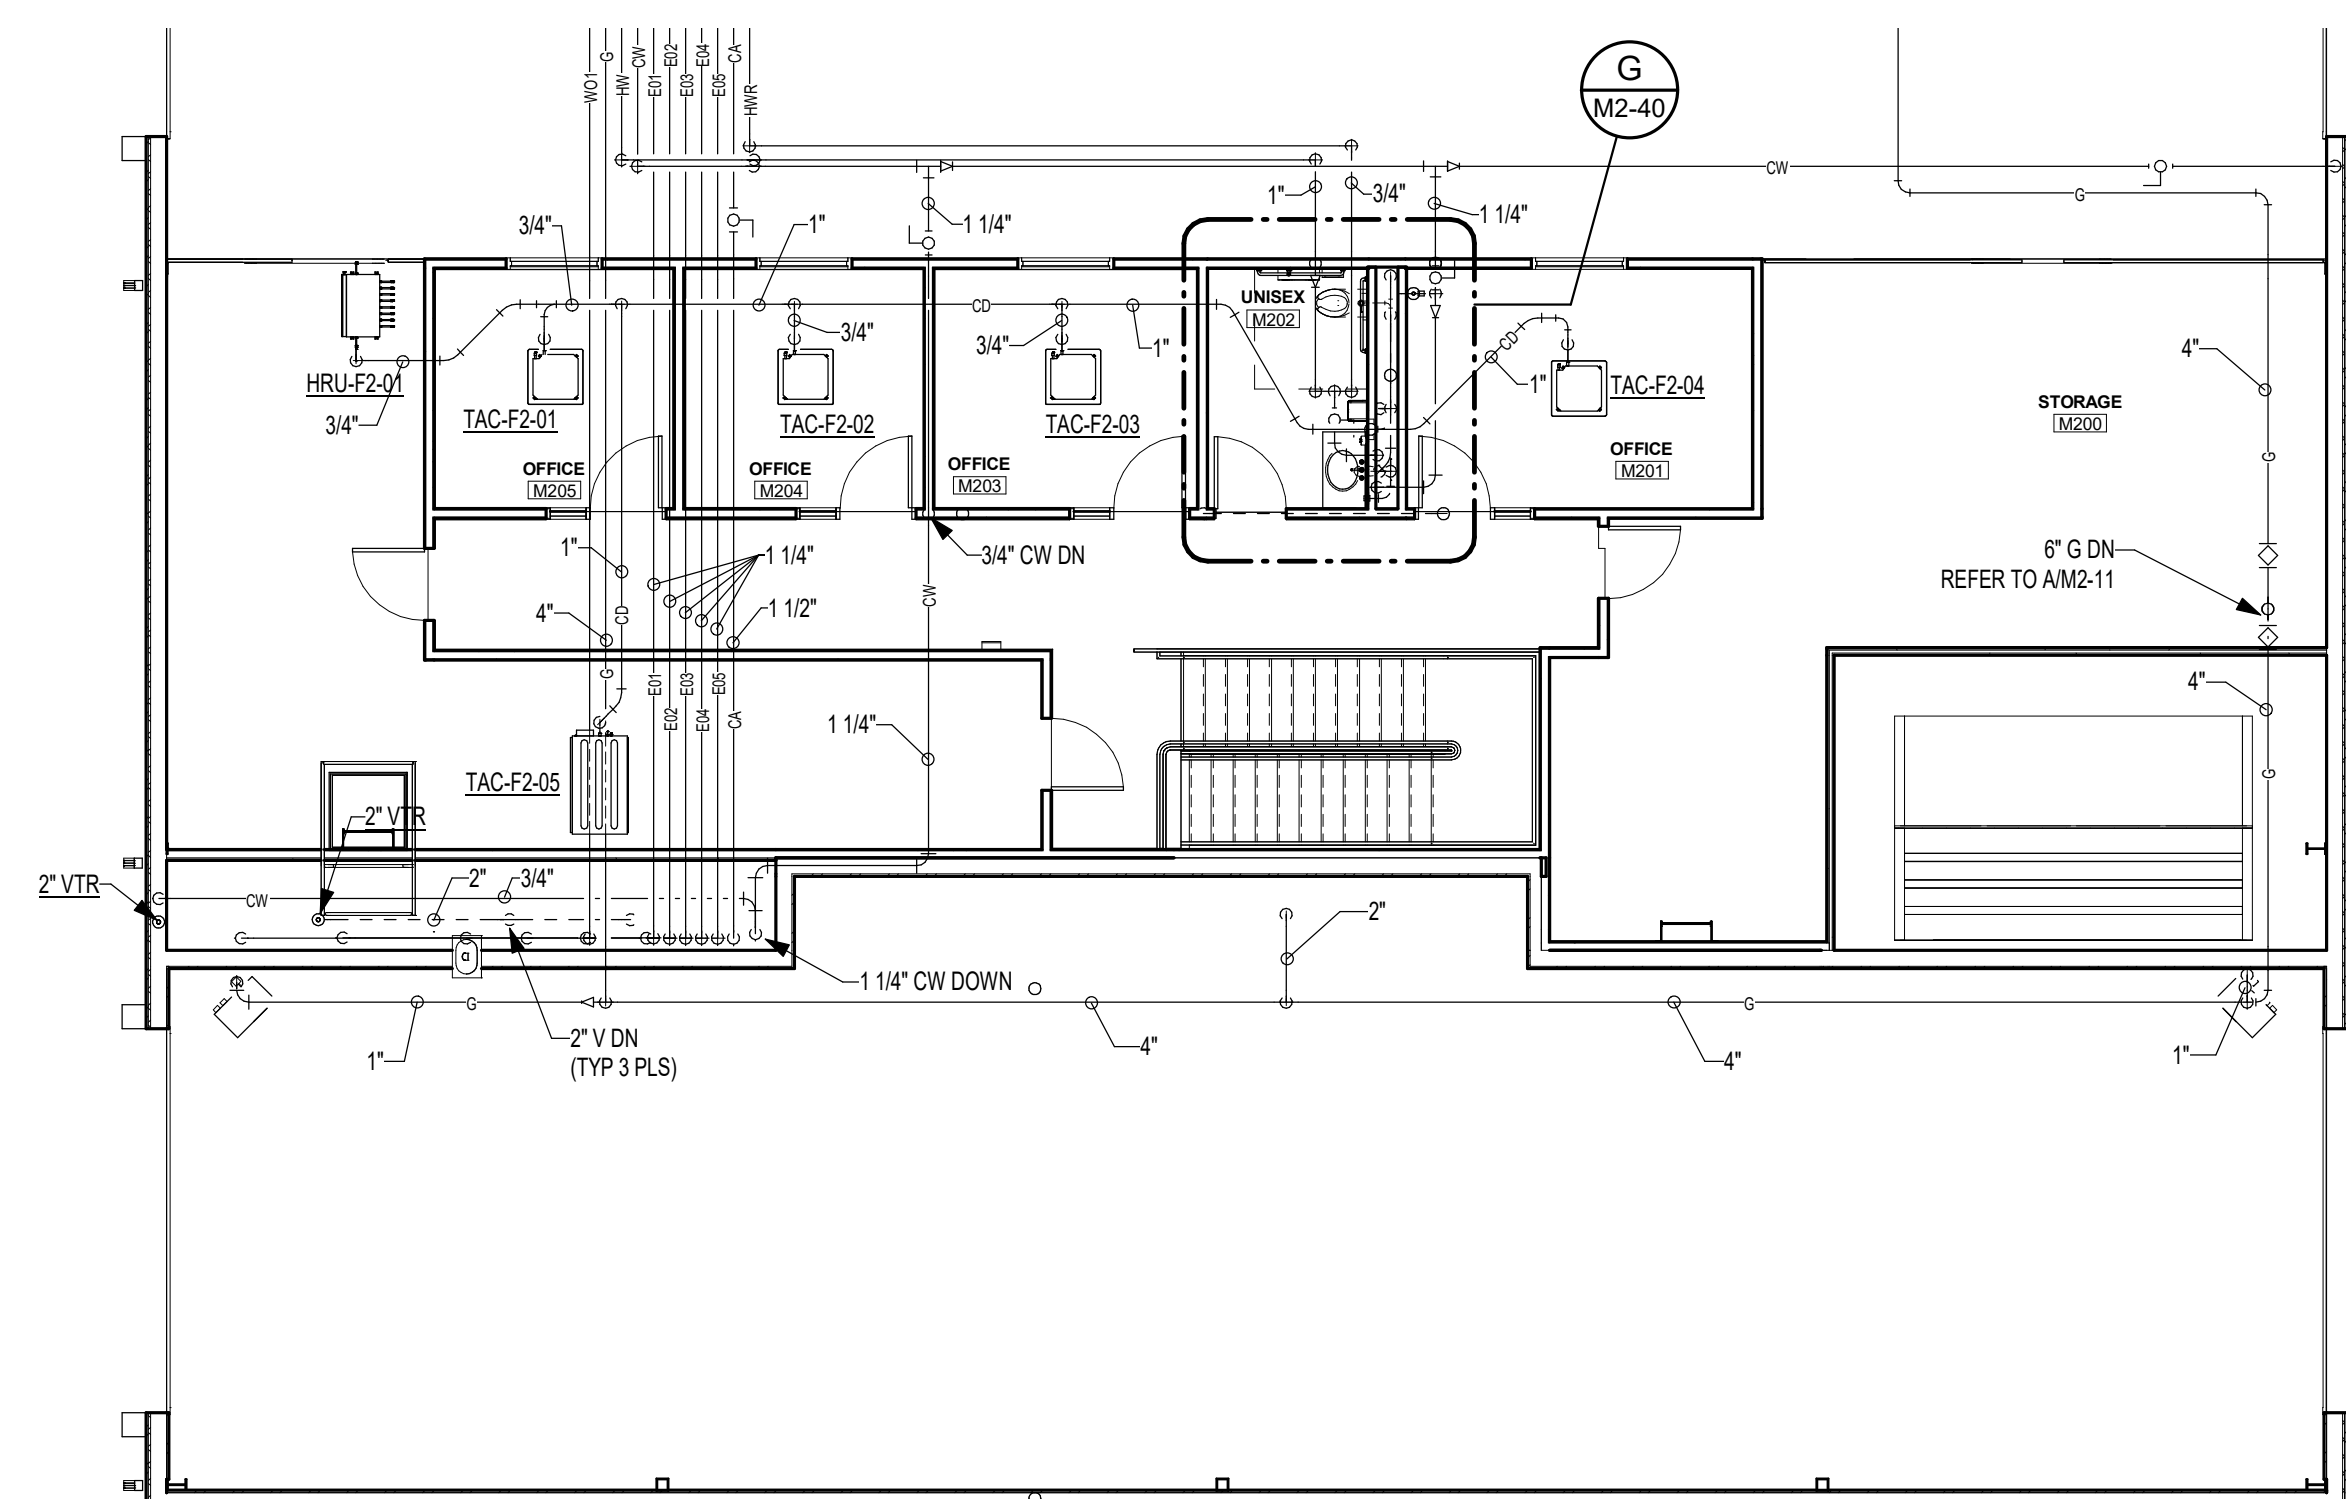 WO1
G
HW
CW
E01
E02
E03
E04
E05
CA
HWR
G
M2-40
CW
G
1"
3/4"
1 1/4"
1 1/4"
3/4"
1"
CD
UNISEX
M202
3/4"
3/4"
1"
CD
1"
HRU-F2-01
3/4"
TAC-F2-01
TAC-F2-02
TAC-F2-03
TAC-F2-04
4"
STORAGE
M200
OFFICE
M205
OFFICE
M204
OFFICE
M203
OFFICE
M201
G
1"
1 1/4"
3/4" CW DN
6" G DN
REFER TO A/M2-11
4"
CD
1 1/2"
CW
G
E01
E02
E03
E04
E05
CA
4"
1 1/4"
G
TAC-F2-05
2" VTR
2" VTR
CW
2"
3/4"
2"
1 1/4" CW DOWN
G
G
1"
2" V DN
(TYP 3 PLS)
4"
4"
1"